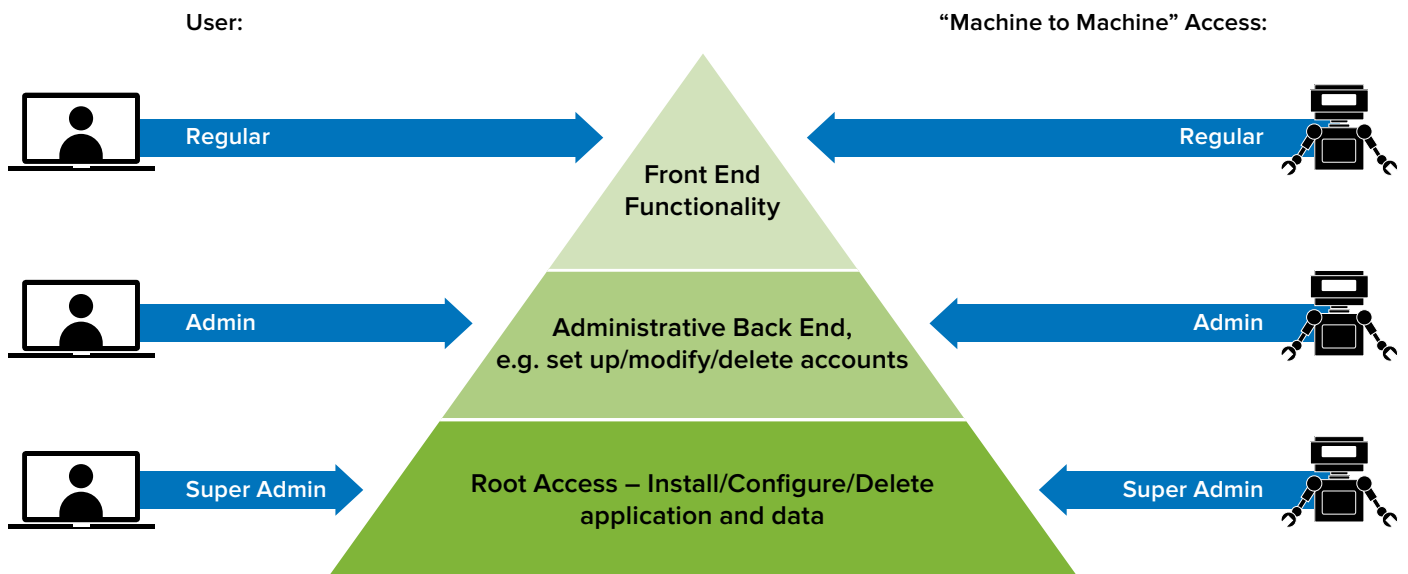 User:
“Machine to Machine” Access:
Regular
Front End
Functionality
Regular
Admin
Administrative Back End,
e.g. set up/modify/delete accounts
Admin
Super Admin
Root Access – Install/Configure/Delete
application and data
Super Admin